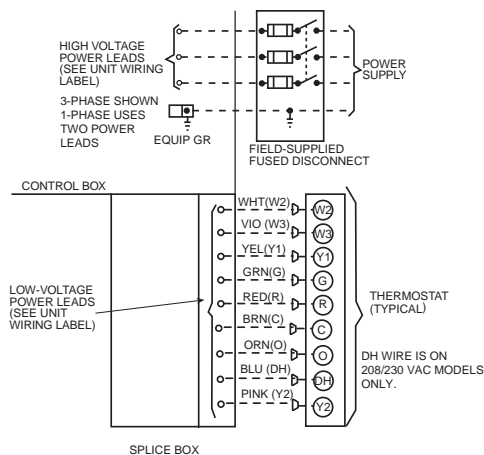 HIGH VOLTAGE
POWER LEADS
(SEE UNIT WIRING
LABEL)
POWER
SUPPLY
3-PHASE SHOWN
1-PHASE USES
TWO POWER
LEADS
EQUIP GR
FIELD-SUPPLIED
FUSED DISCONNECT
CONTROL BOX
WHT(W2)
W2
VIO (W3)
W3
YEL(Y1)
Y1
GRN(G)
G
RED(R)
R
BRN(C)
C
ORN(O)
O
BLU (DH)
DH
PINK (Y2)
Y2
LOW-VOLTAGE
POWER LEADS
(SEE UNIT
WIRING LABEL)
THERMOSTAT
(TYPICAL)
DH WIRE IS ON
208/230 VAC MODELS
ONLY.
SPLICE BOX